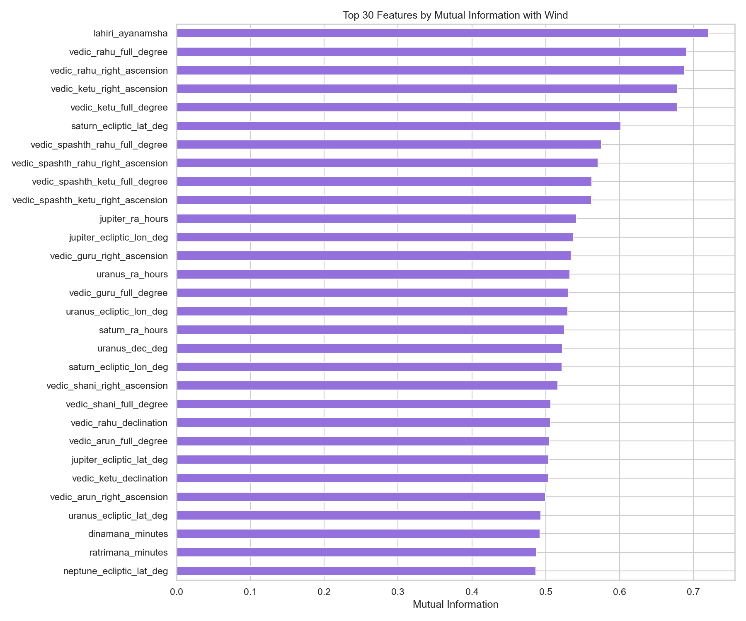 Top 30 Features by Mutual Information with Wind
lahiri_ayanamsha
vedic_rahu_full_degree
vedic_rahu_right_ascension
vedic_ketu_right_ascension
vedic_ketu_full_degree
saturn_ecliptic_lat_deg
vedic_spashth_rahu_full_degree
vedic_spashth_rahu_right_ascension
vedic_spashth_ketu_full_degree
vedic_spashth_ketu_right_ascension
jupiter_ra_hours
jupiter_ecliptic_lon_deg
vedic_guru_right_ascension
uranus_ra_hours
vedic_guru_full_degree
uranus_ecliptic_lon_deg
saturn_ra_hours
uranus_dec_deg
saturn_ecliptic_lon_deg
vedic_shani_right_ascension
vedic_shani_full_degree
vedic_rahu_declination
vedic_arun_full_degree
jupiter_ecliptic_lat_deg
vedic_ketu_declination
vedic_arun_right_ascension
uranus_ecliptic_lat_deg
dinamana_minutes
ratrimana_minutes
neptune_ecliptic_lat_deg
0.0 0.1 0.2 0.3 0.4 0.5 0.6 0.7
Mutual Information